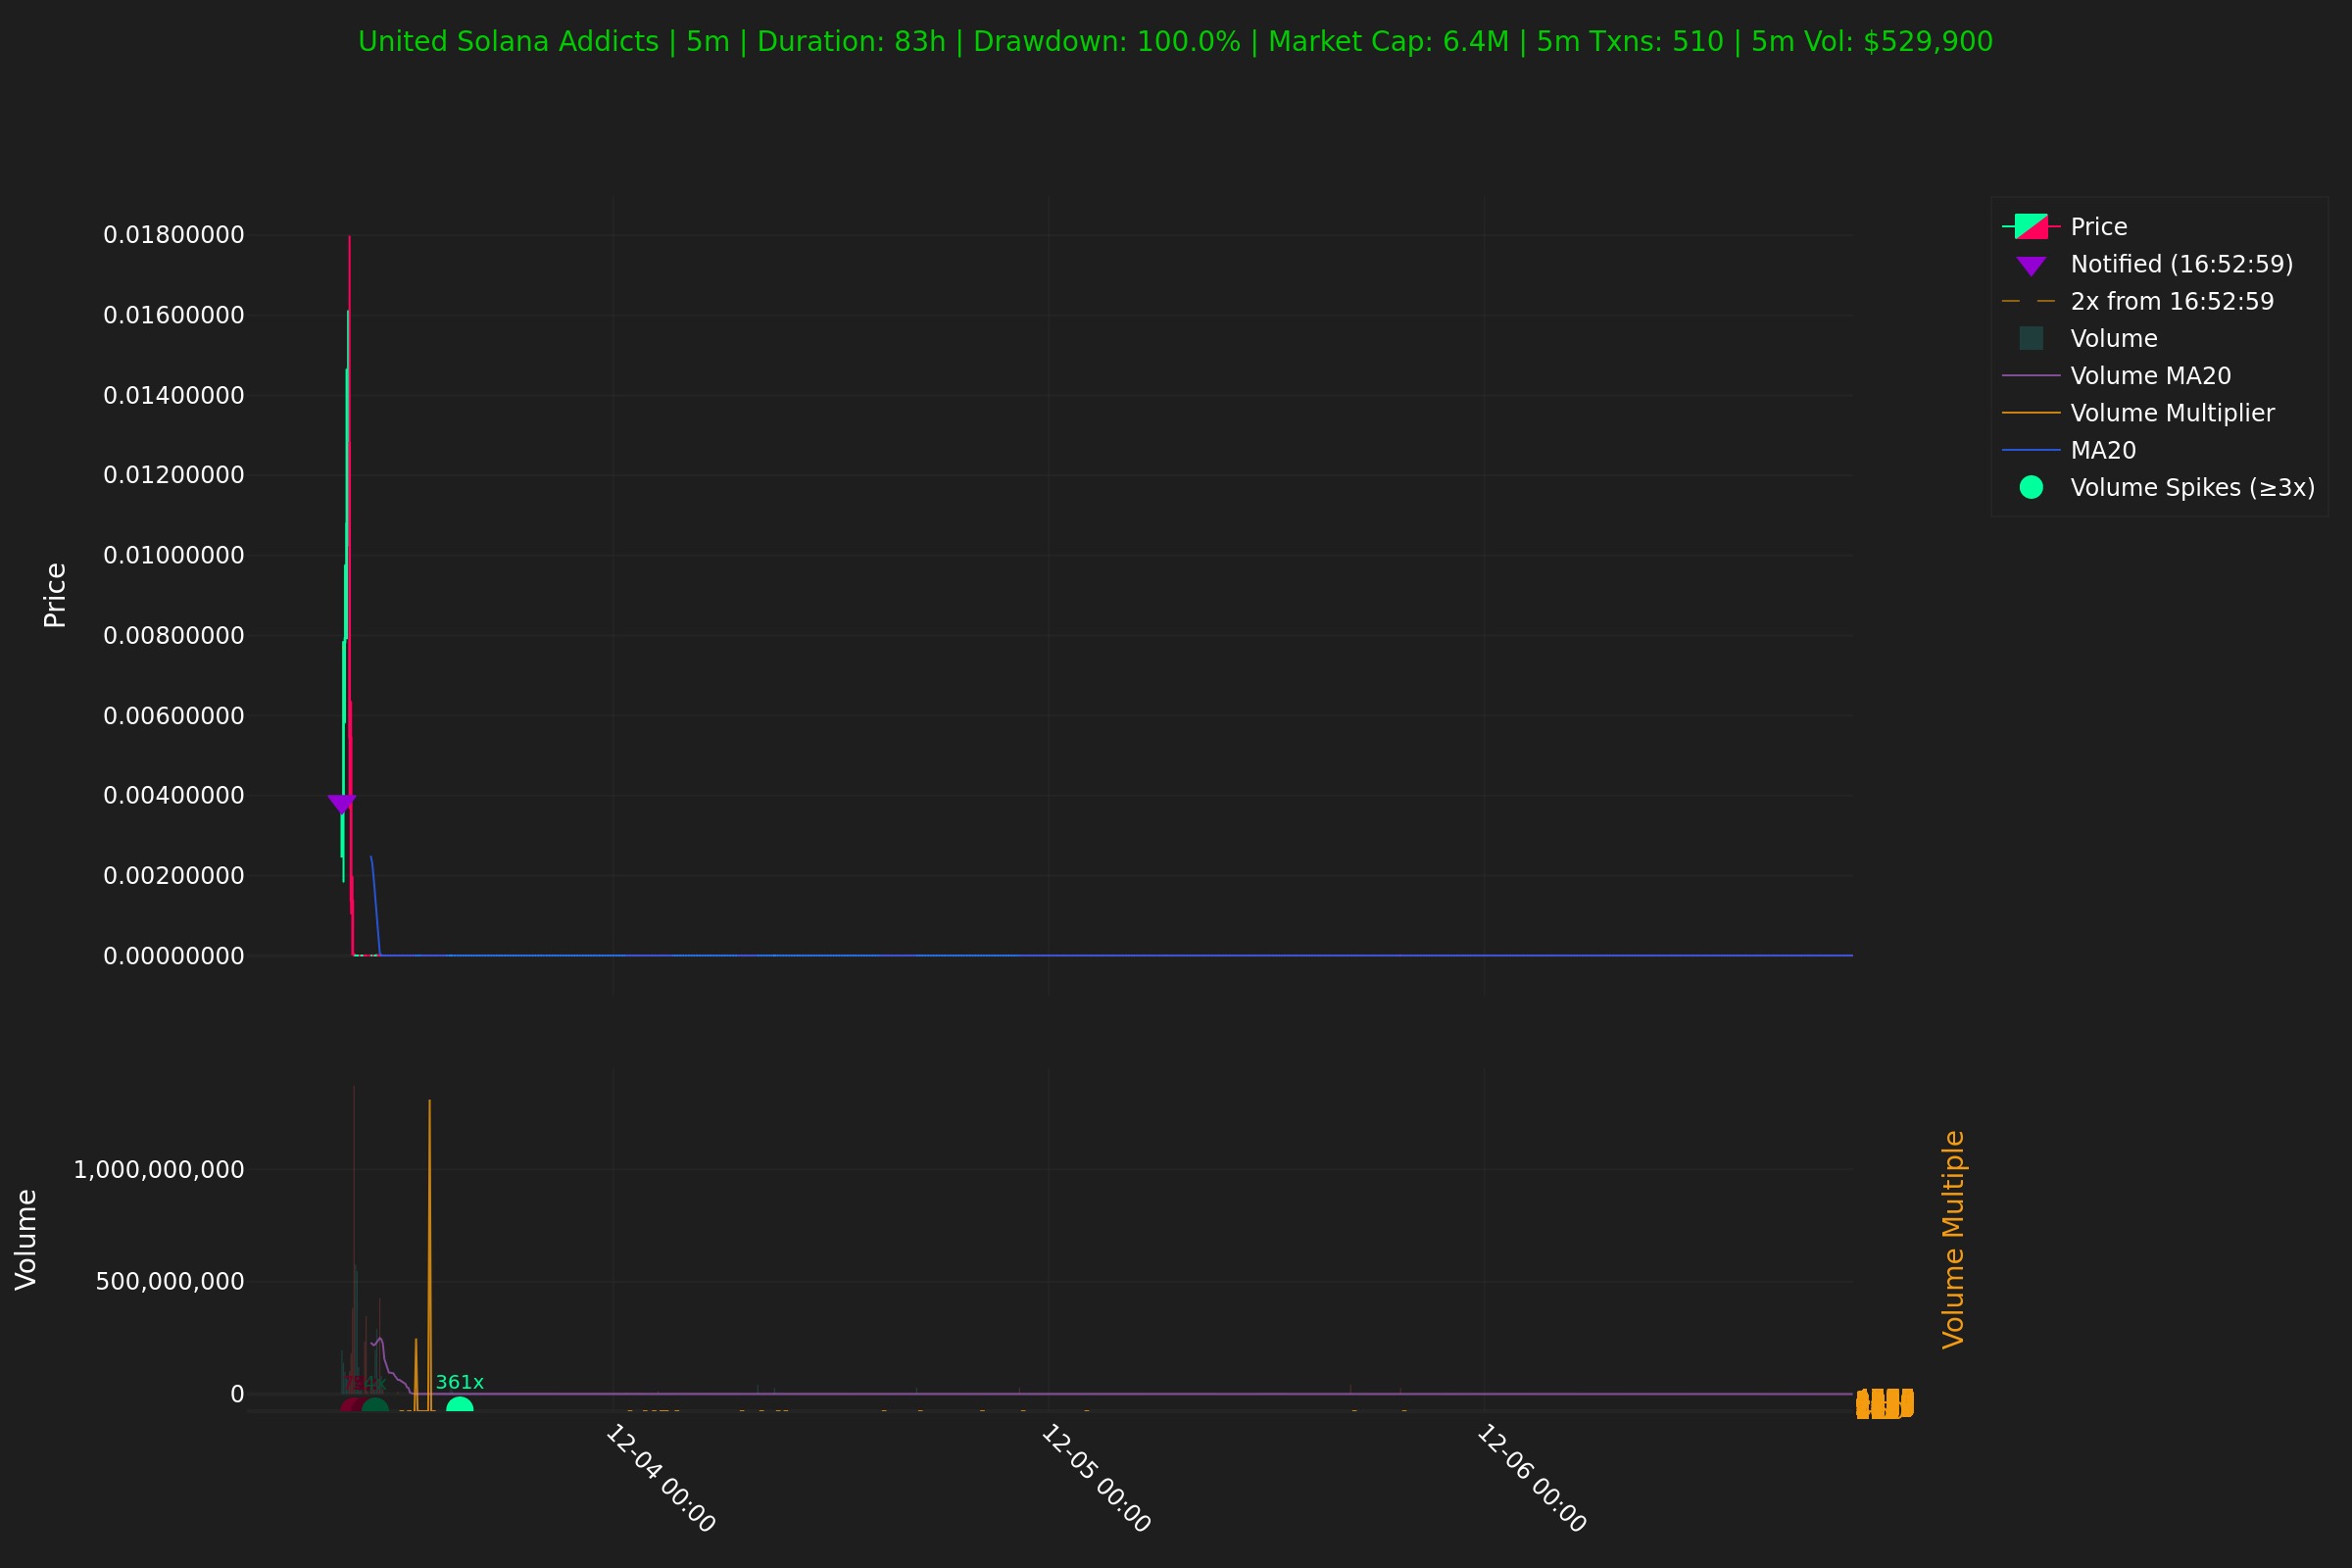 United Solana Addicts | 5m | Duration: 83h | Drawdown: 100.0% | Market Cap: 6.4M | 5m Txns: 510 | 5m Vol: $529,900
Price
0.01800000
0.01600000
0.01400000
0.01200000
0.01000000
0.00800000
0.00600000
0.00400000
0.00200000
0.00000000
Price
Notified (16:52:59)
2x from 16:52:59
Volume
Volume MA20
Volume Multiplier
MA20
Volume Spikes (≥3x)
Volume
1,000,000,000
500,000,000
0
361x
Volume Multiple
12-04 00:00
12-05 00:00
12-06 00:00